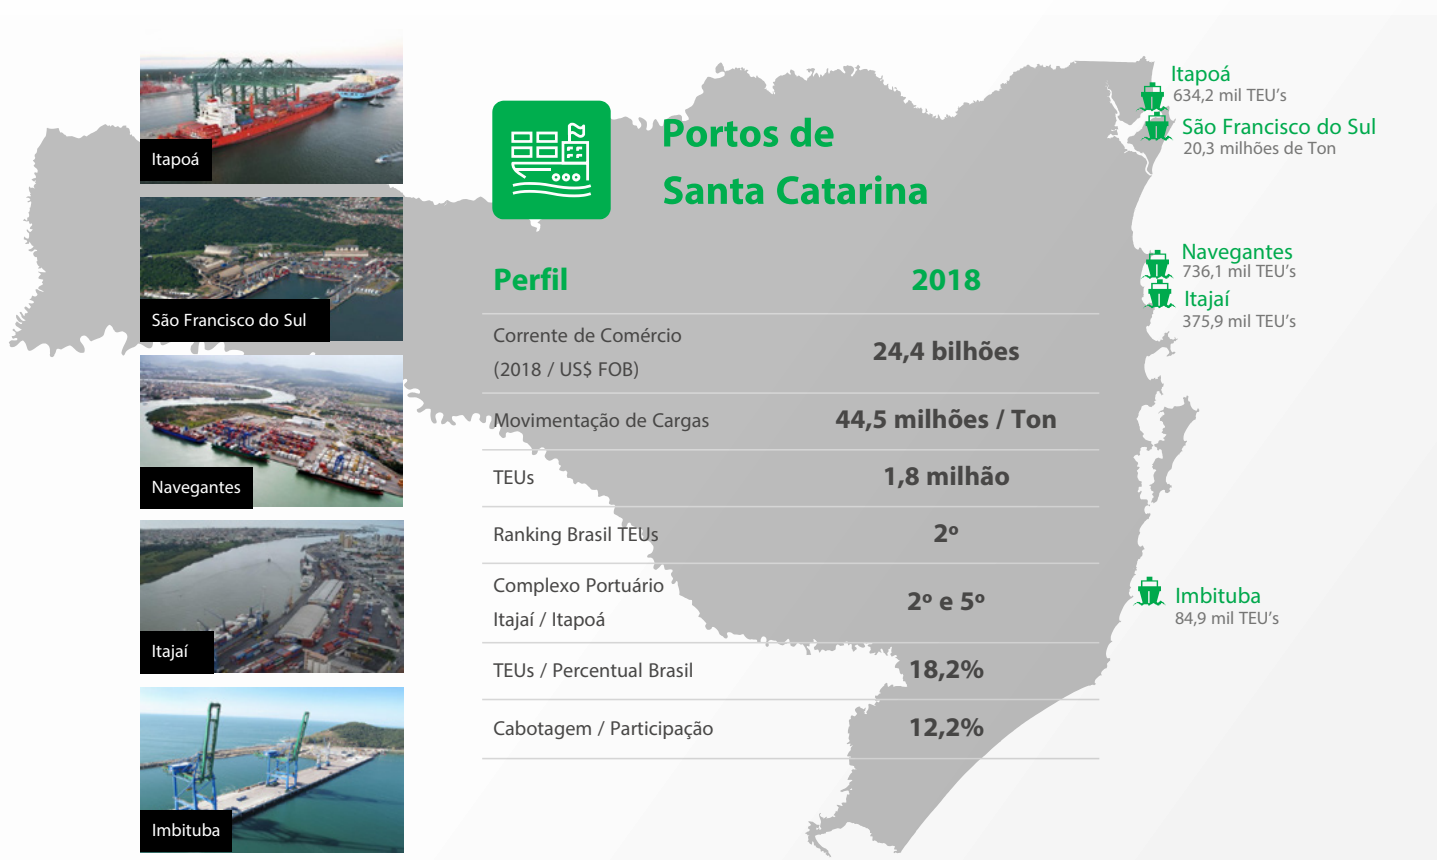 Itapoá
São Francisco do Sul
Navegantes
Itajaí
Imbituba
Portos de
Santa Catarina
Perfil 2018
Corrente de Comércio
(2018 / US$ FOB)
24,4 bilhões
Movimentação de Cargas 44,5 milhões / Ton
TEUs 1,8 milhão
Ranking Brasil TEUs 2º
Complexo Portuário
Itajaí / Itapoá
2º e 5º
TEUs / Percentual Brasil 18,2%
Cabotagem / Participação 12,2%
Itapoá
634,2 mil TEU's
São Francisco do Sul
20,3 milhões de Ton
Navegantes
736,1 mil TEU's
Itajaí
375,9 mil TEU's
Imbituba
84,9 mil TEU's